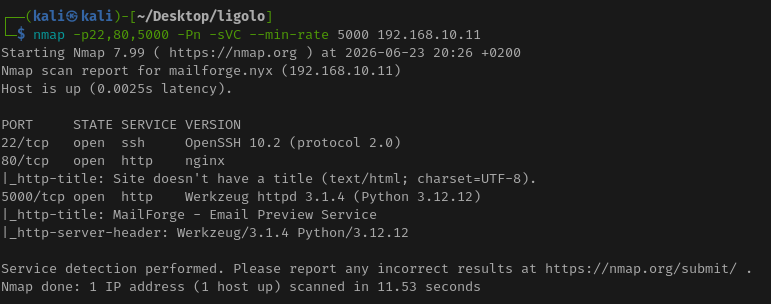 ┌──(kali㉿kali)-[~/Desktop/ligolo]
└─$ nmap -p22,80,5000 -Pn -sVC --min-rate 5000 192.168.10.11
Starting Nmap 7.99 ( https://nmap.org ) at 2026-06-23 20:26 +0200
Nmap scan report for mailforge.nyx (192.168.10.11)
Host is up (0.0025s latency).

PORT     STATE SERVICE VERSION
22/tcp   open  ssh     OpenSSH 10.2 (protocol 2.0)
80/tcp   open  http    nginx
|_http-title: Site doesn't have a title (text/html; charset=UTF-8).
5000/tcp open  http    Werkzeug httpd 3.1.4 (Python 3.12.12)
|_http-title: MailForge - Email Preview Service
|_http-server-header: Werkzeug/3.1.4 Python/3.12.12

Service detection performed. Please report any incorrect results at https://nmap.org/submit/ .
Nmap done: 1 IP address (1 host up) scanned in 11.53 seconds